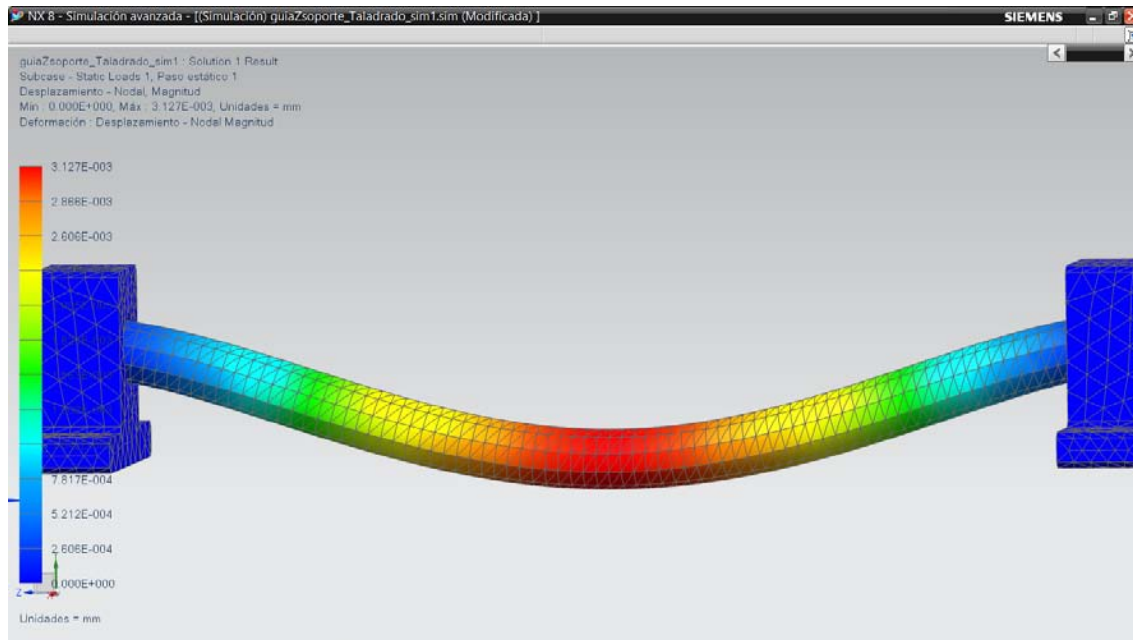 NX 8 - Simulación avanzada - [(Simulación) guiaZsoporte_Taladrado_sim1.sim (Modificada) ]
SIEMENS
guiaZsoporte_Taladrado_sim1 : Solution 1 Result
Subcase - Static Loads 1, Paso estático 1
Desplazamiento - Nodal, Magnitud
Min : 0.000E+000, Máx : 3.127E-003, Unidades = mm
Deformación : Desplazamiento - Nodal Magnitud
3.127E-003
2.866E-003
2.606E-003
7.817E-004
5.212E-004
2.606E-004
0.000E+000
Z
Unidades = mm